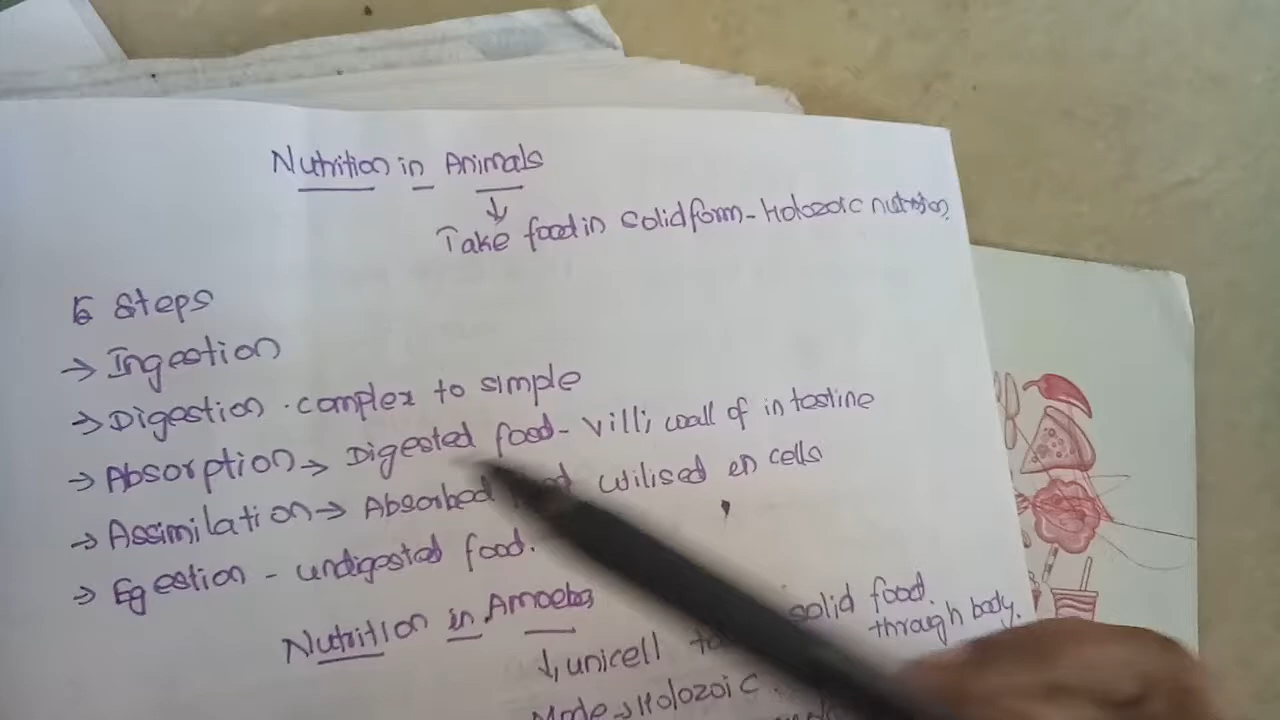 Nutrition in Animals
↓
Take food in solid form - Holozoic nutrition
5 Steps
→ Ingestion
→ Digestion . complex to simple
→ Absorption → Digested food - villi, wall of intestine
→ Assimilation → Absorbed utilised en cells
→ Egestion - undigested food.
Nutrition in Amoeba
↓ unicell solid food.
through body.
Mode → Holozoic